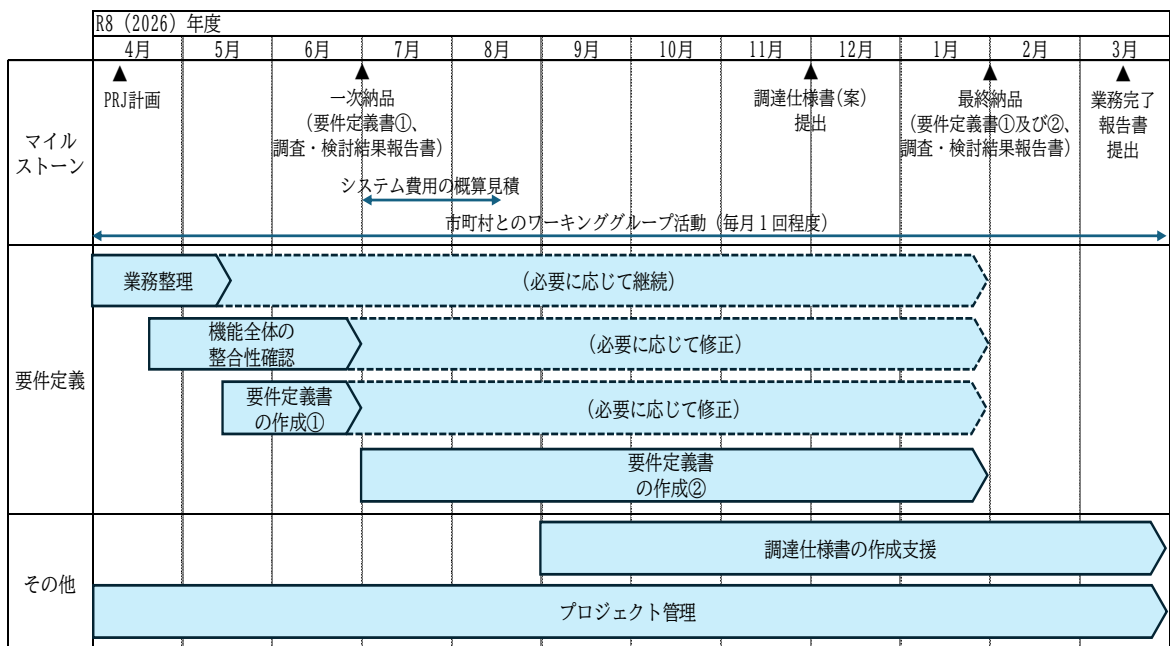 R8（2026）年度
4月 5月 6月 7月 8月 9月 10月 11月 12月 1月 2月 3月
マイル
ストーン
▲
PRJ計画
▲
一次納品
（要件定義書①、
調査・検討結果報告書）
▲
調達仕様書(案)
提出
▲
最終納品
（要件定義書①及び②、
調査・検討結果報告書）
▲
業務完了
報告書
提出
システム費用の概算見積
市町村とのワーキンググループ活動（毎月１回程度）
要件定義
業務整理
（必要に応じて継続）
機能全体の
整合性確認
（必要に応じて修正）
要件定義書
の作成①
（必要に応じて修正）
要件定義書
の作成②
その他
調達仕様書の作成支援
プロジェクト管理